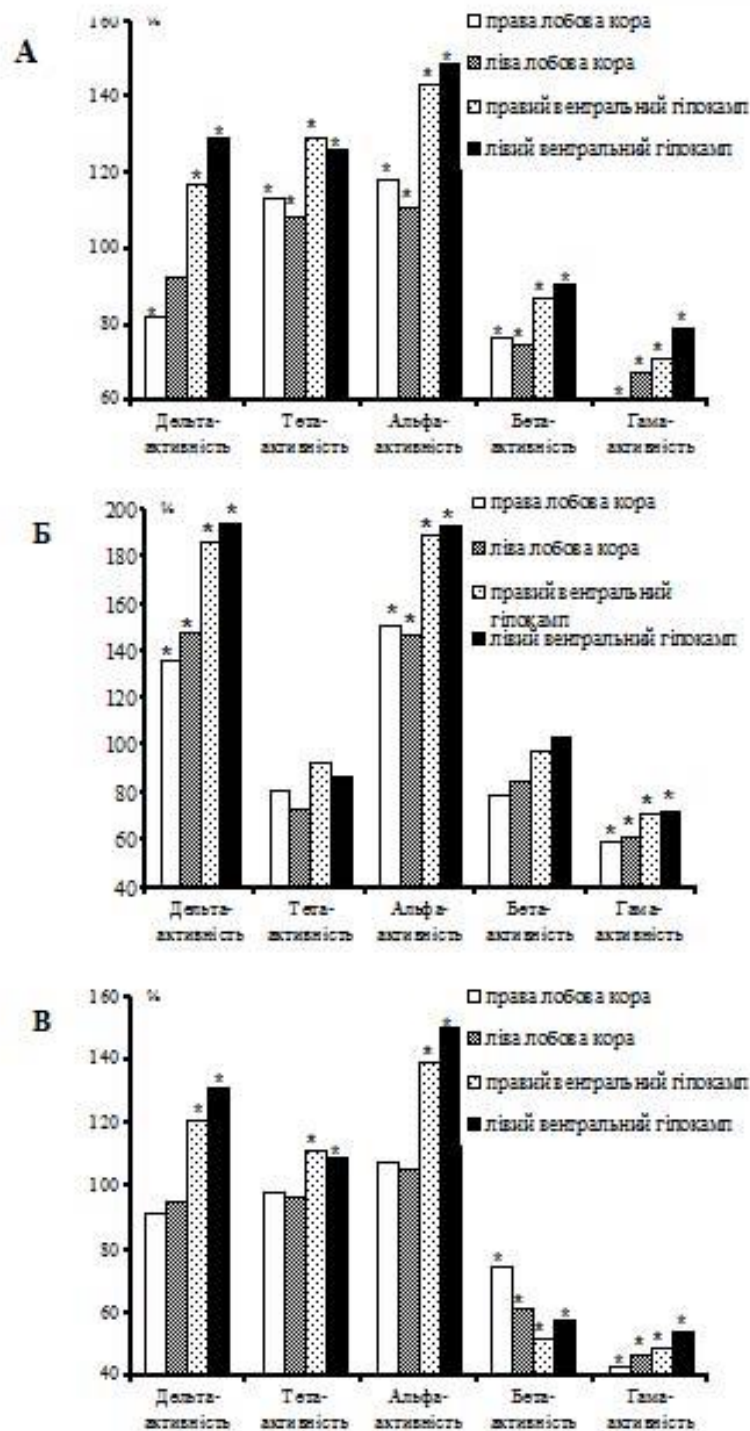 А
160
%
140
120
100
80
60
права лобова кора
ліва лобова кора
правий вентральний гіпокамп
лівий вентральний гіпокамп
* * * * * * * * * * * * * * * * * * *
Дельта-
активність
Тета-
активність
Альфа-
активність
Бета-
активність
Гама-
активність
Б
200
%
180
160
140
120
100
80
60
40
права лобова кора
ліва лобова кора
правий вентральний
гіпокамп
лівий вентральний гіпокамп
* * * * * * * * * * * *
Дельта-
активність
Тета-
активність
Альфа-
активність
Бета-
активність
Гама-
активність
В
160
%
140
120
100
80
60
40
права лобова кора
ліва лобова кора
правий вентральний гіпокамп
лівий вентральний гіпокамп
* * * * * * * * * * * * *
Дельта-
активність
Тета-
активність
Альфа-
активність
Бета-
активність
Гама-
активність